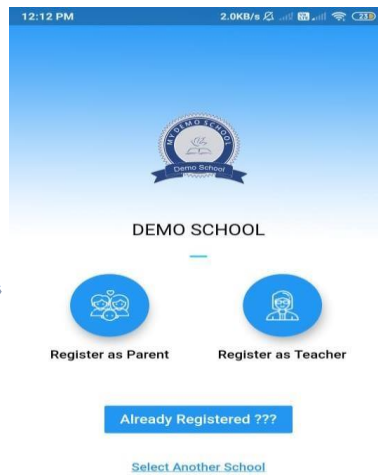 12:12 PM 2.0KB/s 23
MY DEMO SCHOOL
Demo School
DEMO SCHOOL
s
Register as Parent Register as Teacher
Already Registered ???
Select Another School